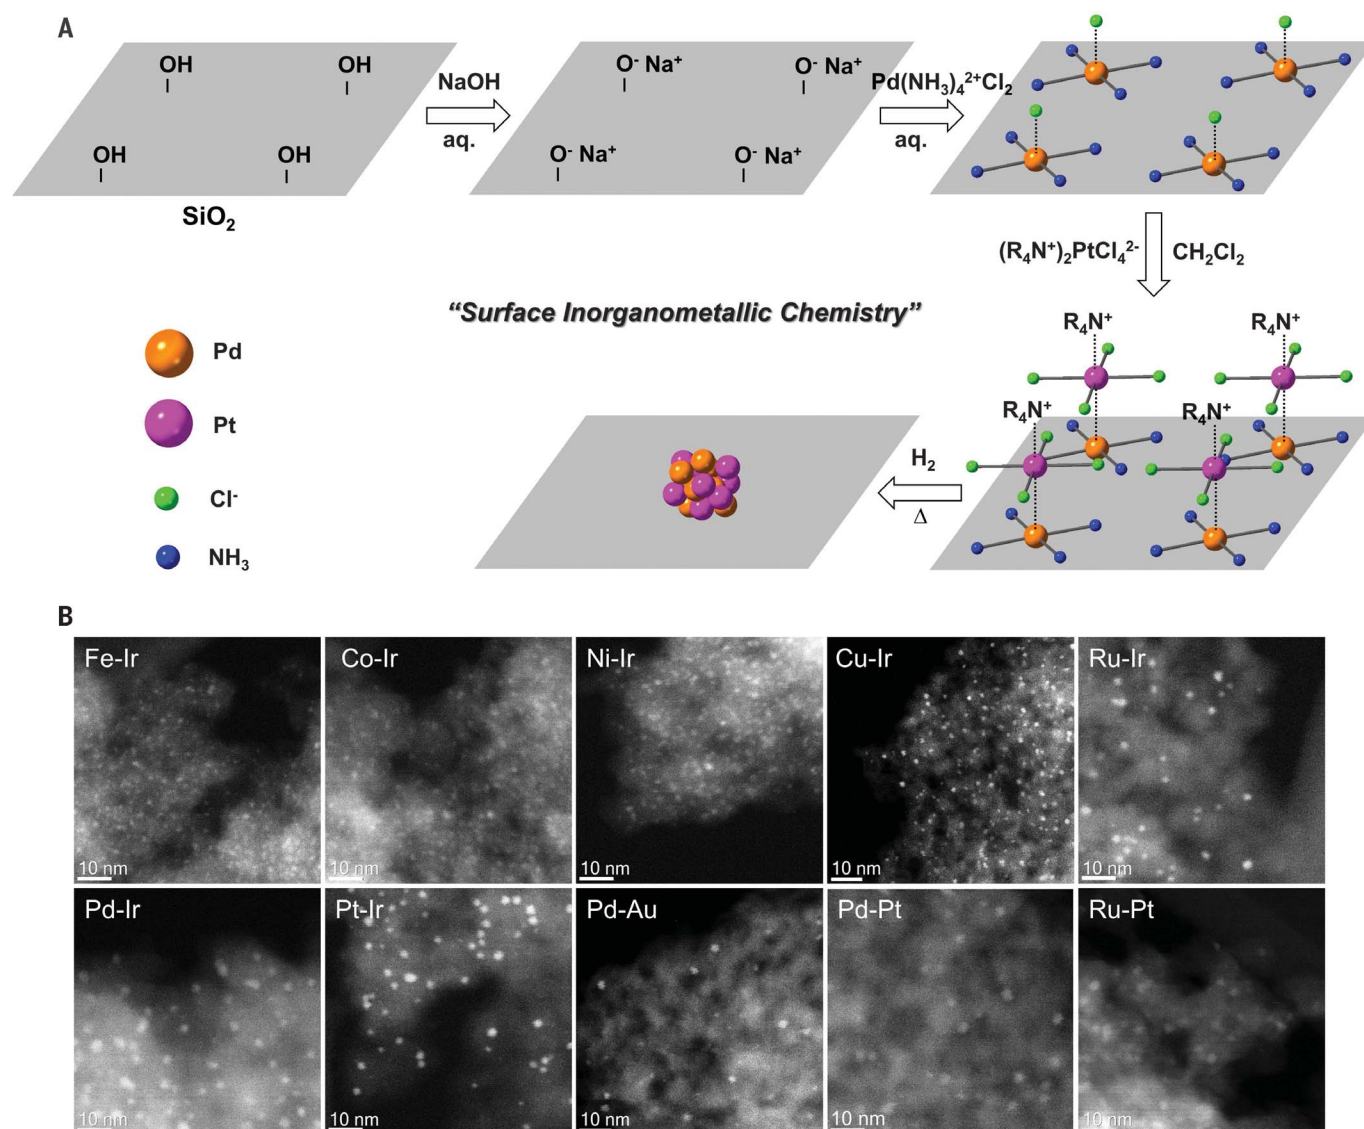 A
OH
OH
OH
OH
SiO₂
NaOH
aq.
O⁻ Na⁺
O⁻ Na⁺
O⁻ Na⁺
O⁻ Na⁺
Pd(NH₃)₄²⁺Cl₂
aq.
(R₄N⁺)₂PtCl₄²⁻
CH₂Cl₂
“Surface Inorganometallic Chemistry”
R₄N⁺
R₄N⁺
R₄N⁺
R₄N⁺
Pd
Pt
Cl⁻
NH₃
H₂
Δ
B
Fe-Ir
10 nm
Co-Ir
10 nm
Ni-Ir
10 nm
Cu-Ir
10 nm
Ru-Ir
10 nm
Pd-Ir
10 nm
Pt-Ir
10 nm
Pd-Au
10 nm
Pd-Pt
10 nm
Ru-Pt
10 nm